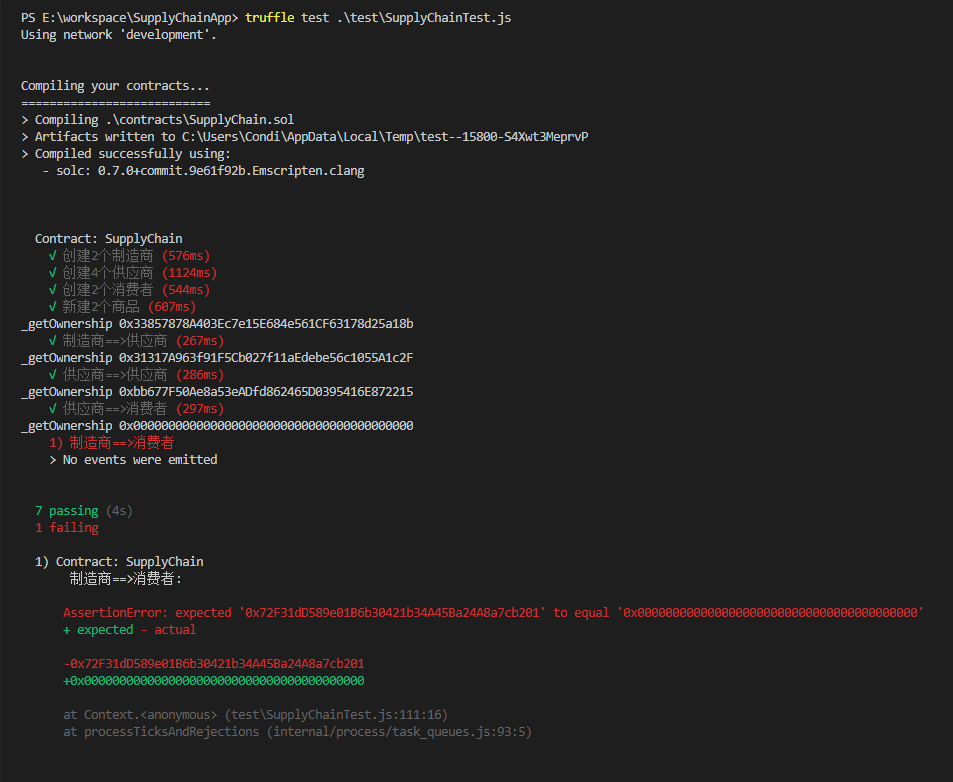 PS E:\workspace\SupplyChainApp> truffle test .\test\SupplyChainTest.js
Using network 'development'.
Compiling your contracts...
===========================
> Compiling .\contracts\SupplyChain.sol
> Artifacts written to C:\Users\Condi\AppData\Local\Temp\test--15800-S4Xwt3MeprvP
> Compiled successfully using:
- solc: 0.7.0+commit.9e61f92b.Emscripten.clang
Contract: SupplyChain
√ 创建2个制造商 (576ms)
√ 创建4个供应商 (1124ms)
√ 创建2个消费者 (544ms)
√ 新建2个商品 (607ms)
_getOwnership 0x33857878A403Ec7e15E684e561CF63178d25a18b
√ 制造商==>供应商 (267ms)
_getOwnership 0x31317A963f91F5Cb027f11aEdebe56c1055A1c2F
√ 供应商==>供应商 (286ms)
_getOwnership 0xbb677F50Ae8a53eADfd862465D0395416E872215
√ 供应商==>消费者 (297ms)
_getOwnership 0x0000000000000000000000000000000000000000
1) 制造商==>消费者
> No events were emitted
7 passing (4s)
1 failing
1) Contract: SupplyChain
制造商==>消费者:
AssertionError: expected '0x72F31dD589e01B6b30421b34A45Ba24A8a7cb201' to equal '0x0000000000000000000000000000000000000000'
+ expected - actual
-0x72F31dD589e01B6b30421b34A45Ba24A8a7cb201
+0x0000000000000000000000000000000000000000
at Context.<anonymous> (test\SupplyChainTest.js:111:16)
at processTicksAndRejections (internal/process/task_queues.js:93:5)